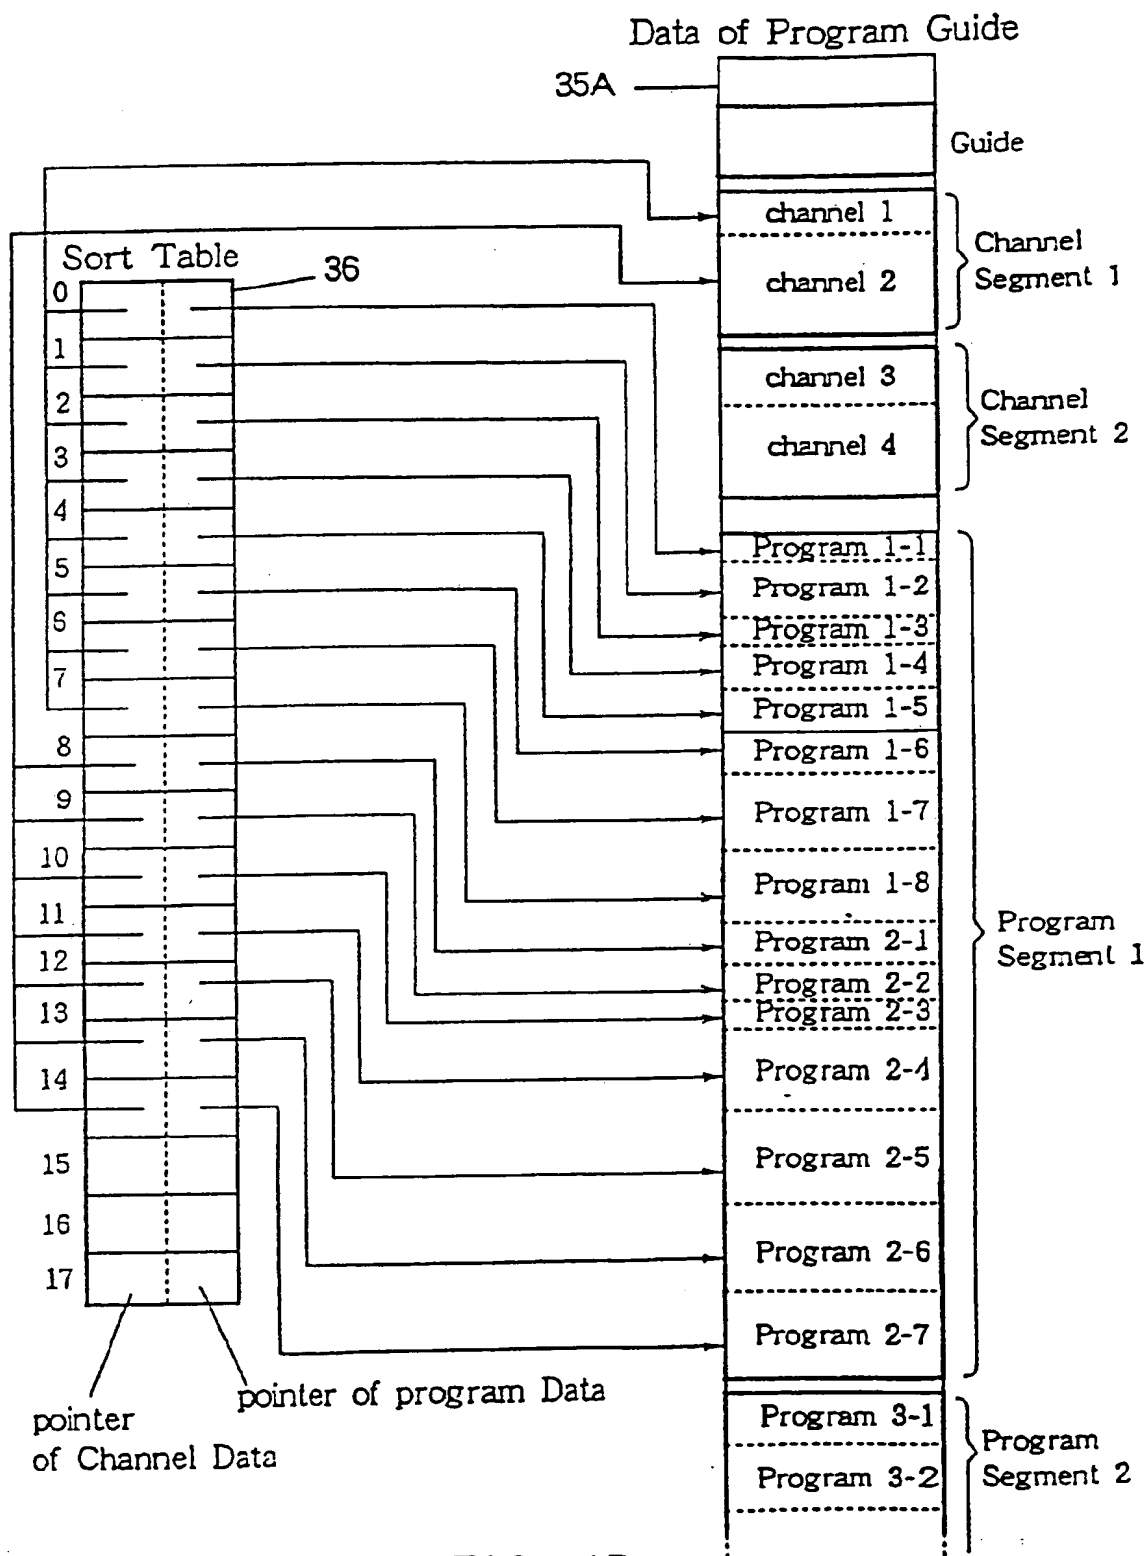 Data of Program Guide
35A
Guide
channel 1
channel 2
Channel
Segment 1
Sort Table
36
channel 3
channel 4
Channel
Segment 2
0
1
2
3
4
5
6
7
8
9
10
11
12
13
14
15
16
17
Program 1-1
Program 1-2
Program 1-3
Program 1-4
Program 1-5
Program 1-6
Program 1-7
Program 1-8
Program 2-1
Program 2-2
Program 2-3
Program 2-4
Program 2-5
Program 2-6
Program 2-7
Program
Segment 1
pointer
of Channel Data
pointer of program Data
Program 3-1
Program 3-2
Program
Segment 2